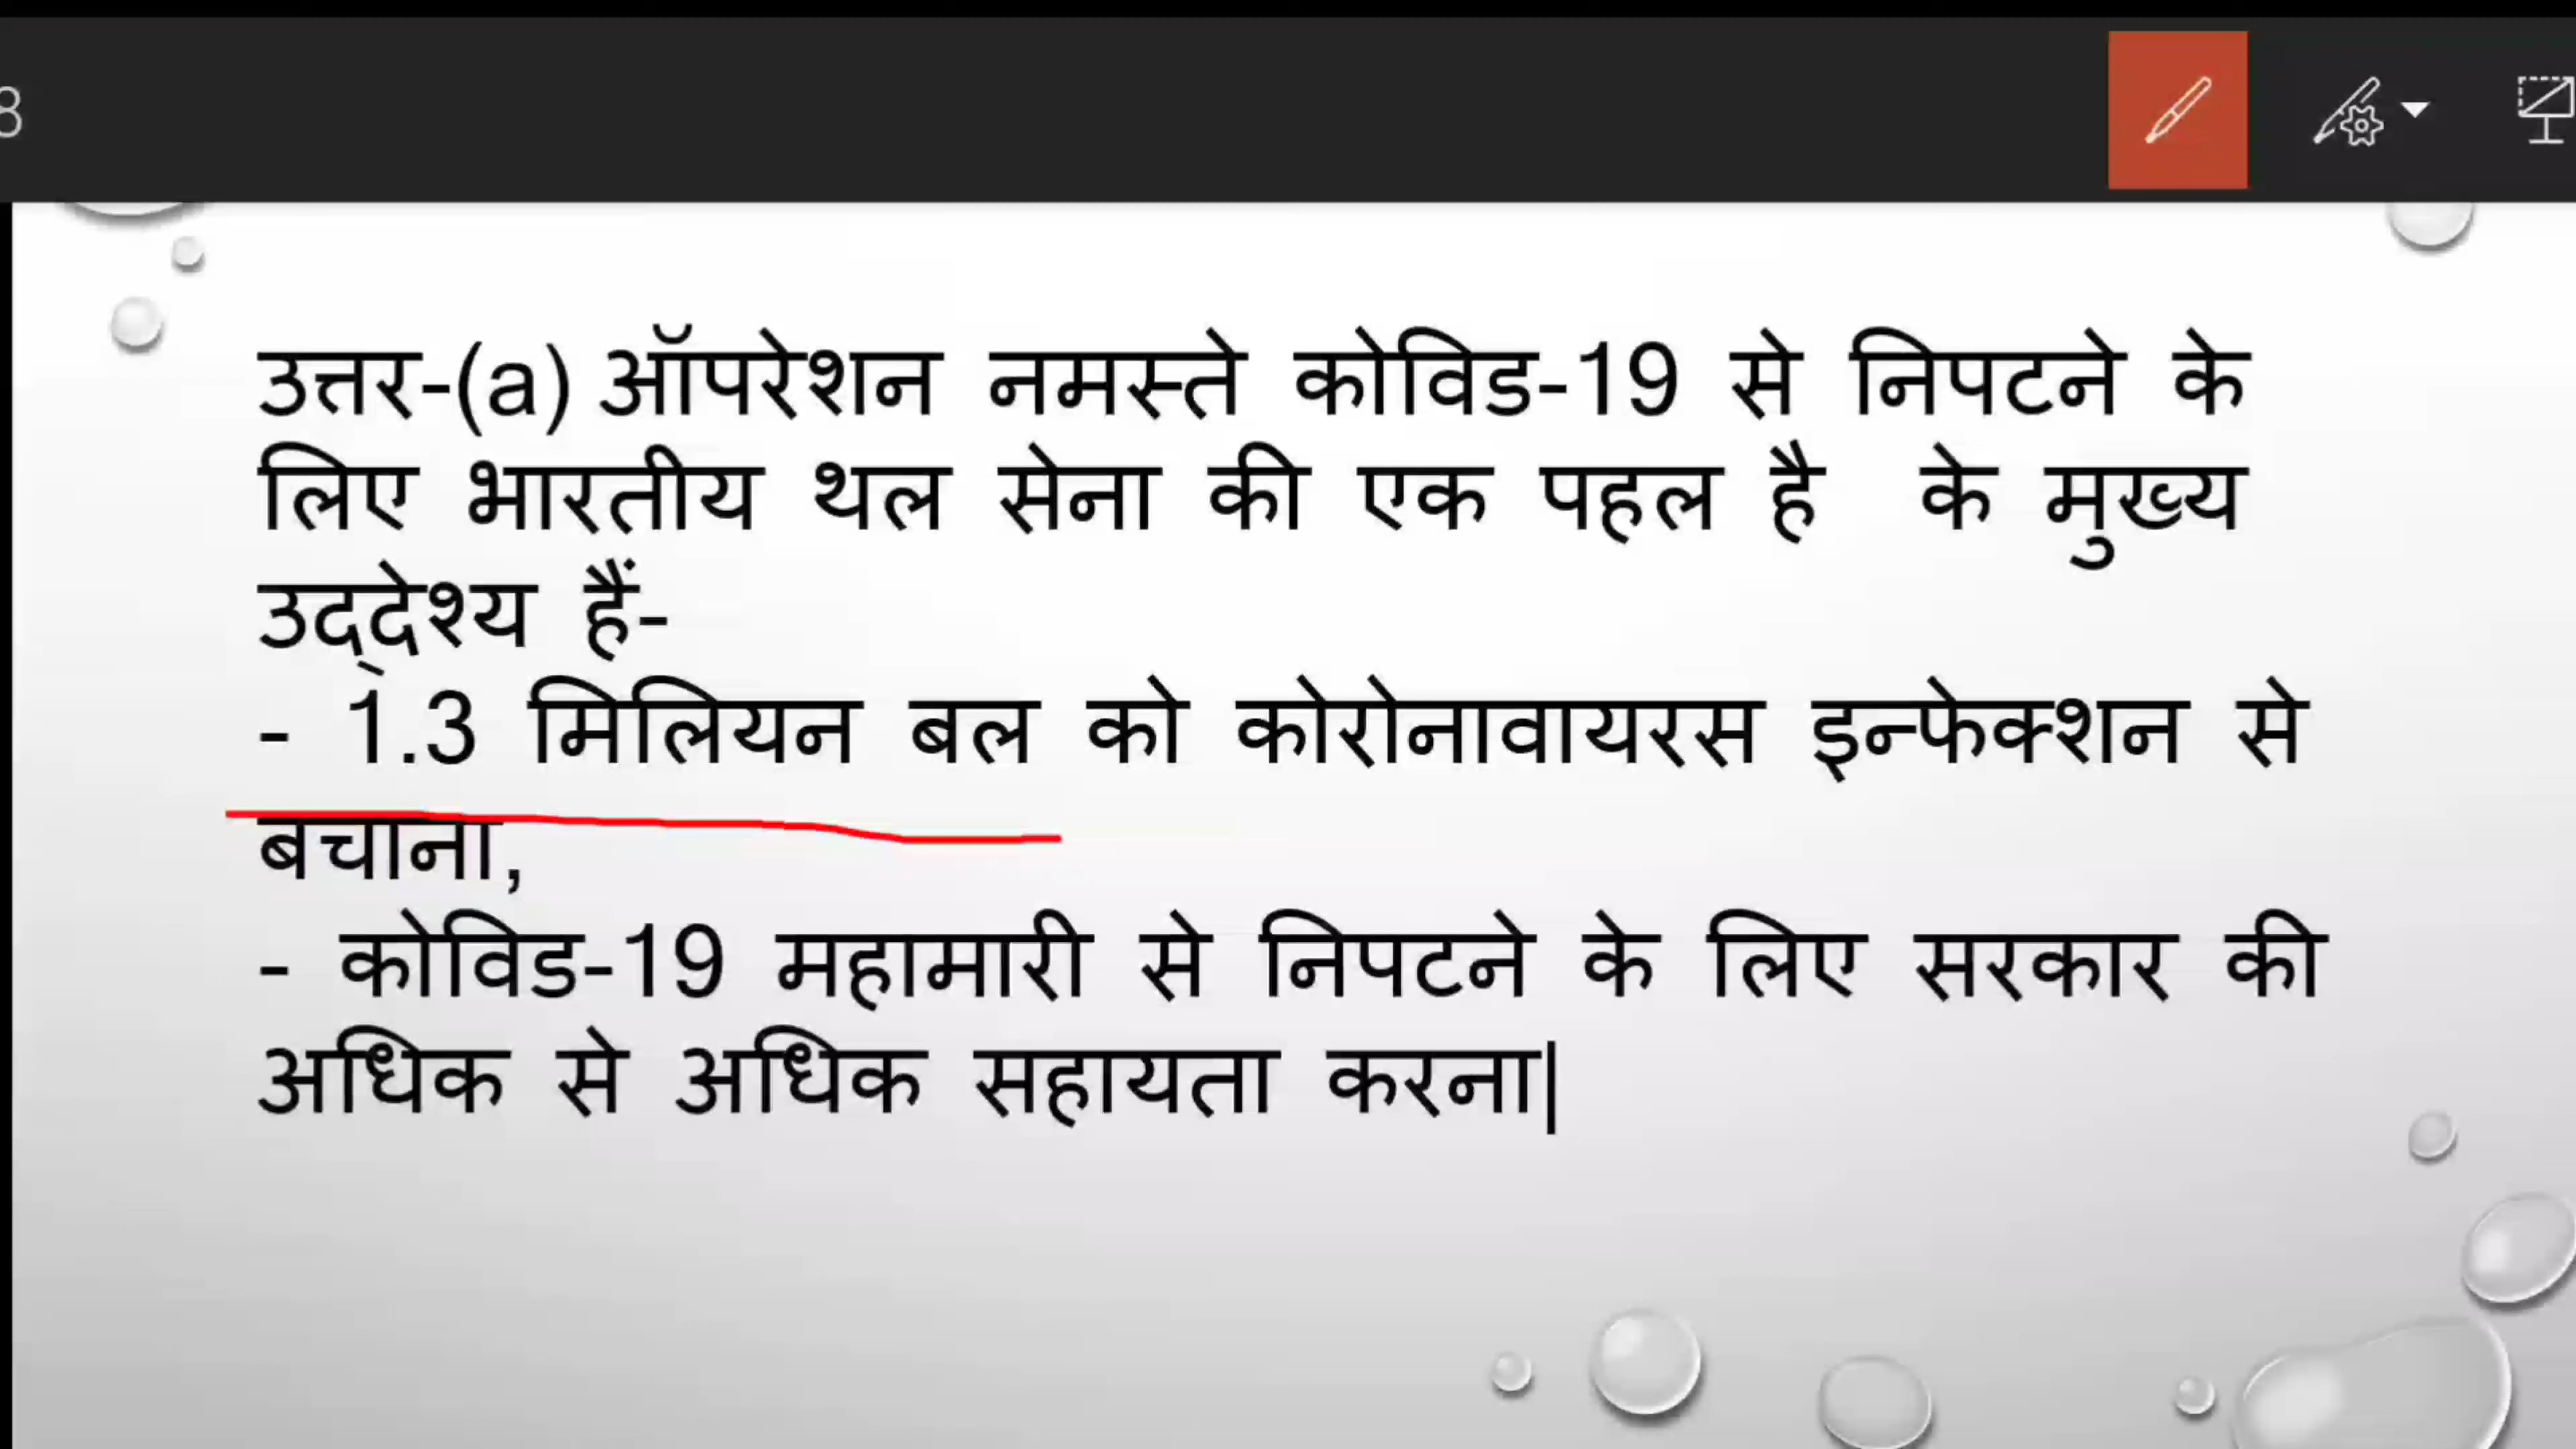 8
उत्तर-(a) ऑपरेशन नमस्ते कोविड-19 से निपटने के
लिए भारतीय थल सेना की एक पहल है के मुख्य
उद्देश्य हैं-
- 1.3 मिलियन बल को कोरोनावायरस इन्फेक्शन से
बचाना,
- कोविड-19 महामारी से निपटने के लिए सरकार की
अधिक से अधिक सहायता करना|